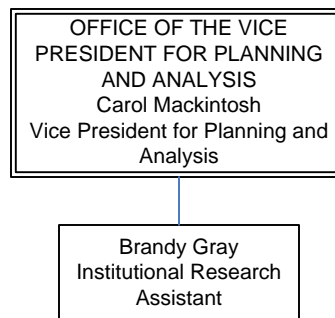 OFFICE OF THE VICE
PRESIDENT FOR PLANNING
AND ANALYSIS
Carol Mackintosh
Vice President for Planning and
Analysis
Brandy Gray
Institutional Research
Assistant